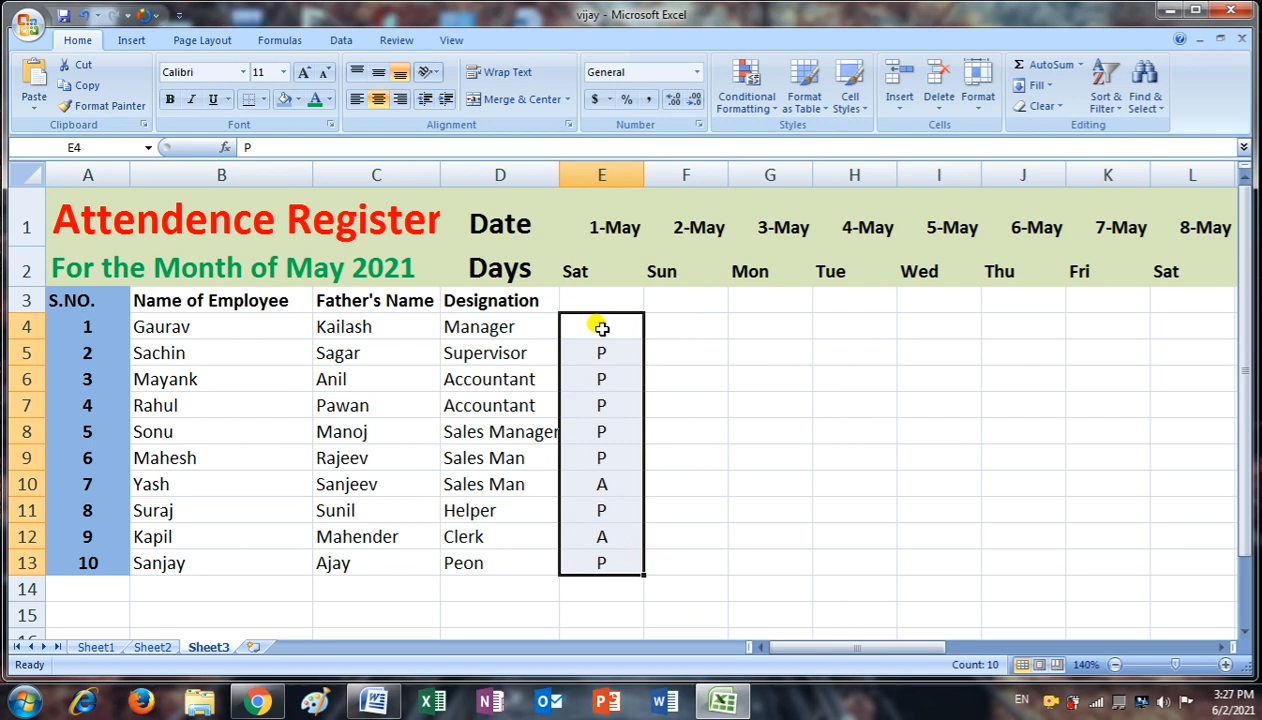 vijay - Microsoft Excel
Home Insert Page Layout Formulas Data Review View
Paste Cut Copy Format Painter Clipboard
Calibri 11 B I U A Font
Wrap Text Merge & Center Alignment
General $ % , Number
Conditional Formatting Format as Table Cell Styles Styles
Insert Delete Format Cells
Σ AutoSum Fill Clear Sort & Filter Find & Select Editing
E4 fx P
A B C D E F G H I J K L
1 Attendence Register Date 1-May 2-May 3-May 4-May 5-May 6-May 7-May 8-May
2 For the Month of May 2021 Days Sat Sun Mon Tue Wed Thu Fri Sat
3 S.NO. Name of Employee Father's Name Designation
4 1 Gaurav Kailash Manager
5 2 Sachin Sagar Supervisor P
6 3 Mayank Anil Accountant P
7 4 Rahul Pawan Accountant P
8 5 Sonu Manoj Sales Manager P
9 6 Mahesh Rajeev Sales Man P
10 7 Yash Sanjeev Sales Man A
11 8 Suraj Sunil Helper P
12 9 Kapil Mahender Clerk A
13 10 Sanjay Ajay Peon P
14
15
Sheet1 Sheet2 Sheet3
Ready Count: 10 140%
EN 3:27 PM
6/2/2021